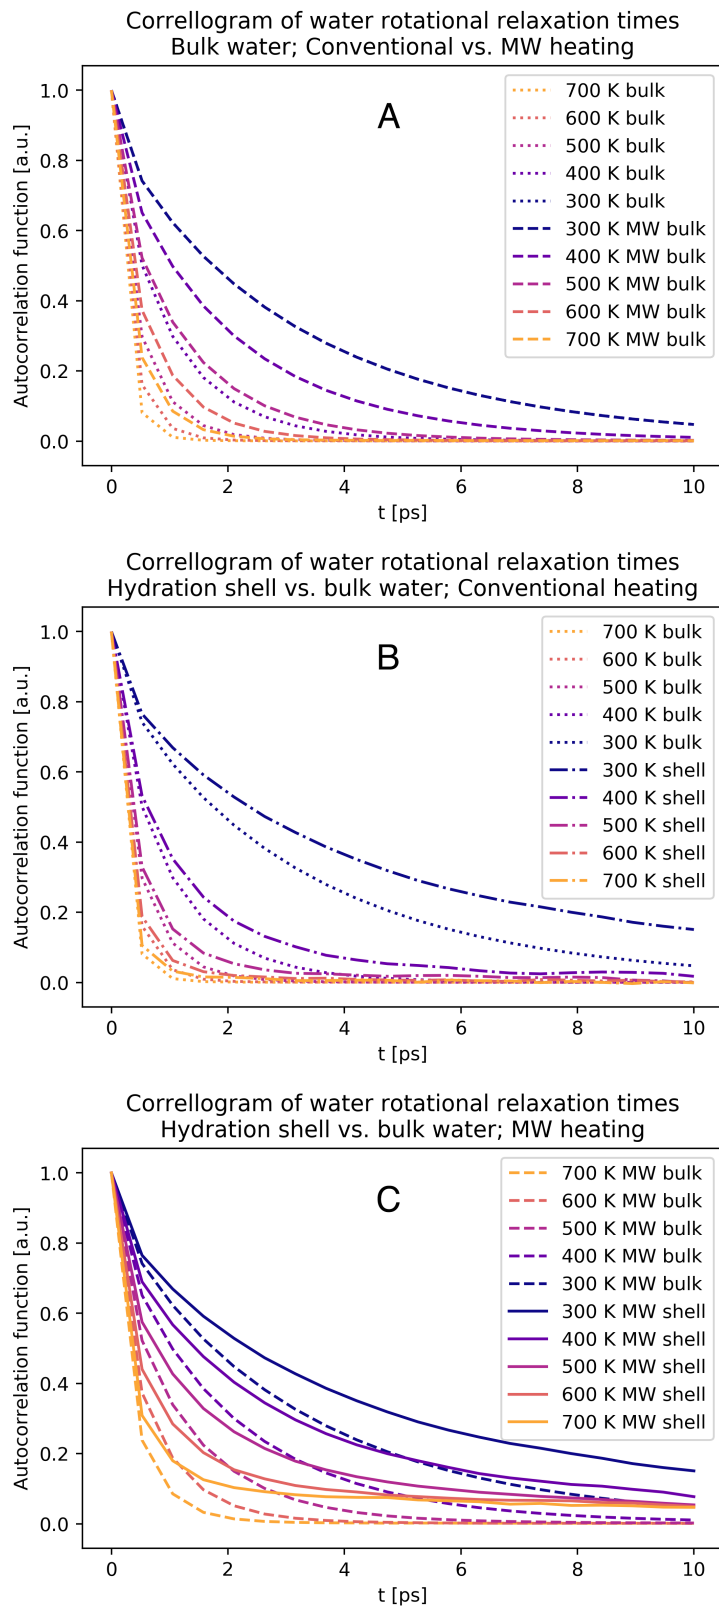 Correllogram of water rotational relaxation times
Bulk water; Conventional vs. MW heating
A
700 K bulk
600 K bulk
500 K bulk
400 K bulk
300 K bulk
300 K MW bulk
400 K MW bulk
500 K MW bulk
600 K MW bulk
700 K MW bulk
Autocorrelation function [a.u.]
1.0
0.8
0.6
0.4
0.2
0.0
0 2 4 6 8 10
t [ps]
Correllogram of water rotational relaxation times
Hydration shell vs. bulk water; Conventional heating
B
700 K bulk
600 K bulk
500 K bulk
400 K bulk
300 K bulk
300 K shell
400 K shell
500 K shell
600 K shell
700 K shell
Autocorrelation function [a.u.]
1.0
0.8
0.6
0.4
0.2
0.0
0 2 4 6 8 10
t [ps]
Correllogram of water rotational relaxation times
Hydration shell vs. bulk water; MW heating
C
700 K MW bulk
600 K MW bulk
500 K MW bulk
400 K MW bulk
300 K MW bulk
300 K MW shell
400 K MW shell
500 K MW shell
600 K MW shell
700 K MW shell
Autocorrelation function [a.u.]
1.0
0.8
0.6
0.4
0.2
0.0
0 2 4 6 8 10
t [ps]